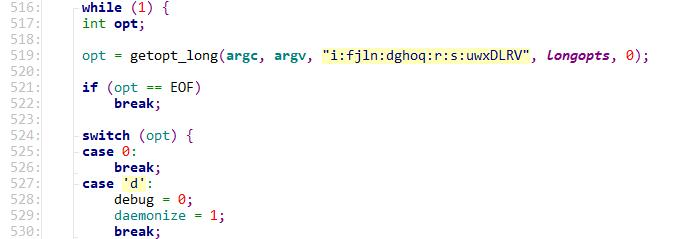 516: while (1) {
517: int opt;
518:
519: opt = getopt_long(argc, argv, "i:fjln:dghoq:r:s:uwxDLRV", longopts, 0);
520:
521: if (opt == EOF)
522: break;
523:
524: switch (opt) {
525: case 0:
526: break;
527: case 'd':
528: debug = 0;
529: daemonize = 1;
530: break;